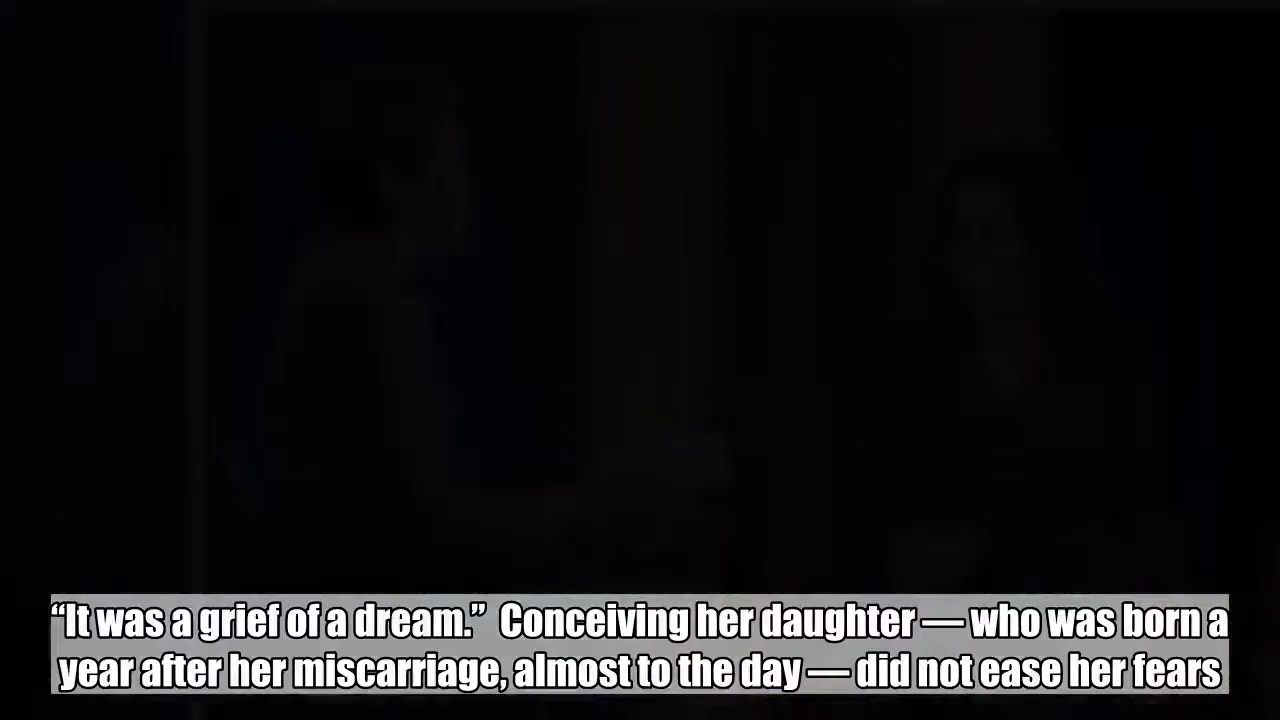 “It was a grief of a dream.”  Conceiving her daughter — who was born a
year after her miscarriage, almost to the day — did not ease her fears